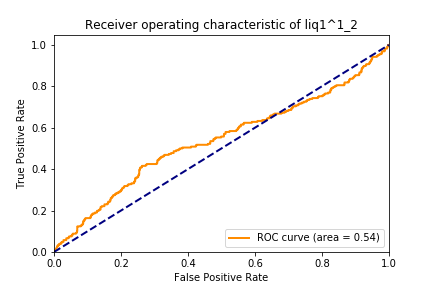 Receiver operating characteristic of liq1^1_2
True Positive Rate
1.0
0.8
0.6
0.4
0.2
0.0
ROC curve (area = 0.54)
0.0 0.2 0.4 0.6 0.8 1.0
False Positive Rate